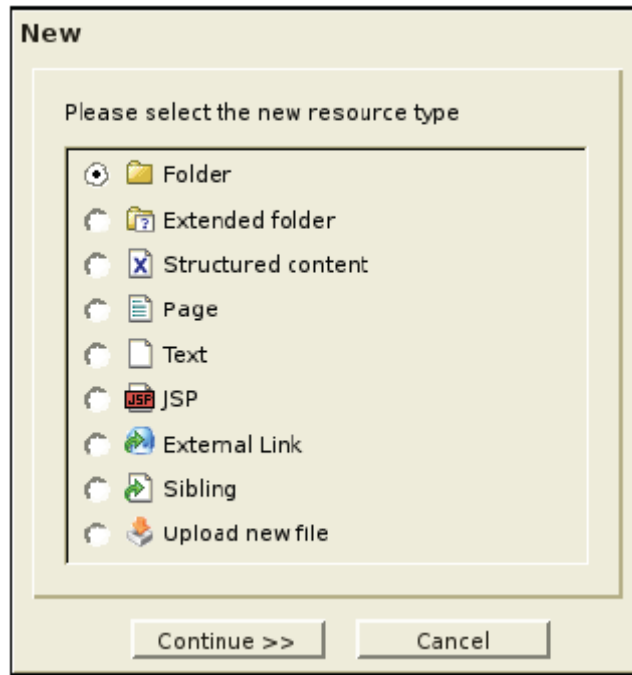 New
Please select the new resource type
Folder
Extended folder
Structured content
Page
Text
JSP
External Link
Sibling
Upload new file
Continue >>
Cancel